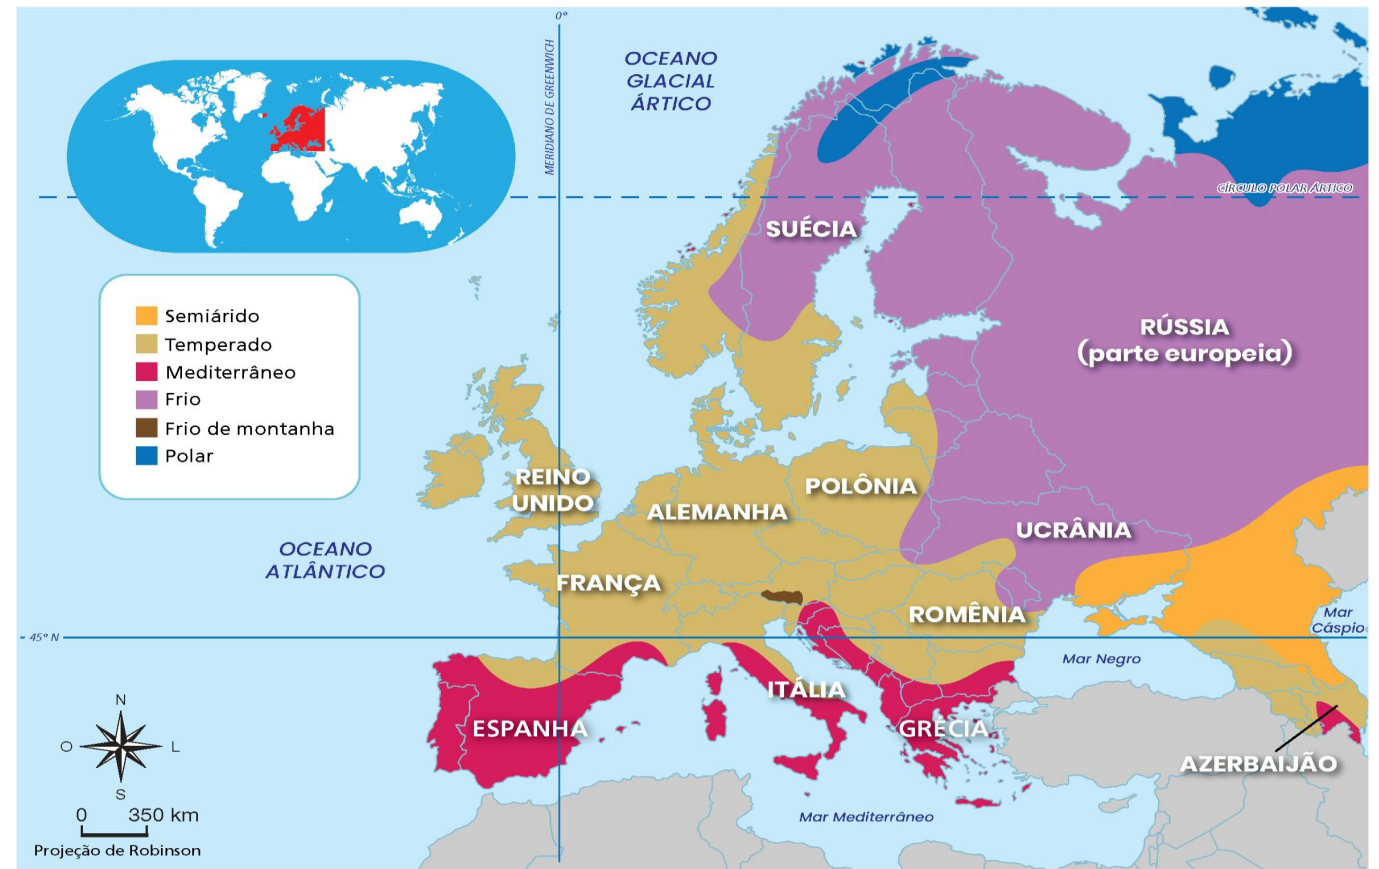 0°
MERIDIANO DE GREENWICH
OCEANO
GLACIAL
ÁRTICO
CÍRCULO POLAR ÁRTICO
SUÉCIA
Semiárido
Temperado
Mediterrâneo
Frio
Frio de montanha
Polar
RÚSSIA
(parte europeia)
REINO
UNIDO
POLÔNIA
ALEMANHA
UCRÂNIA
OCEANO
ATLÂNTICO
FRANÇA
ROMÊNIA
Mar
Cáspio
45° N
Mar Negro
ITÁLIA
ESPANHA
GRÉCIA
AZERBAIJÃO
N
O
L
S
0 350 km
Projeção de Robinson
Mar Mediterrâneo